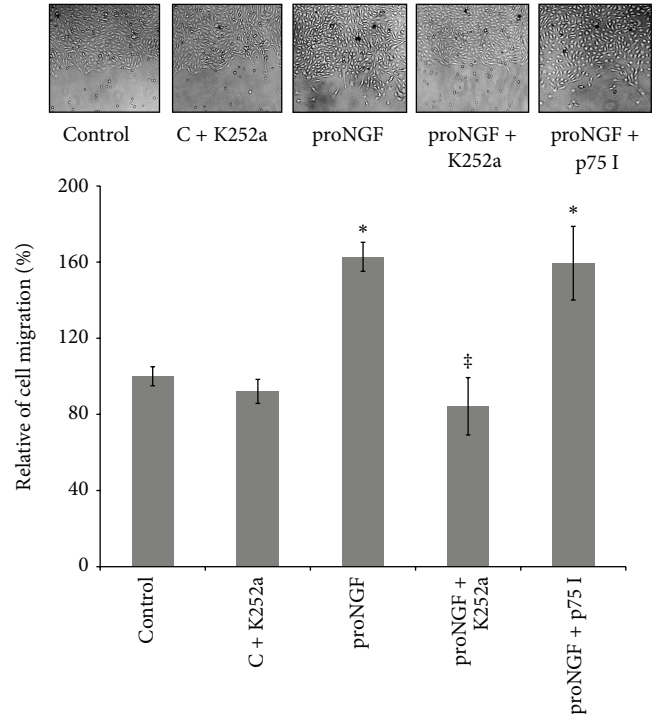 Control
C + K252a
proNGF
proNGF +
K252a
proNGF +
p75 I
Relative of cell migration (%)
200
160
120
80
40
0
*
‡
*
Control
C + K252a
proNGF
proNGF +
K252a
proNGF + p75 I